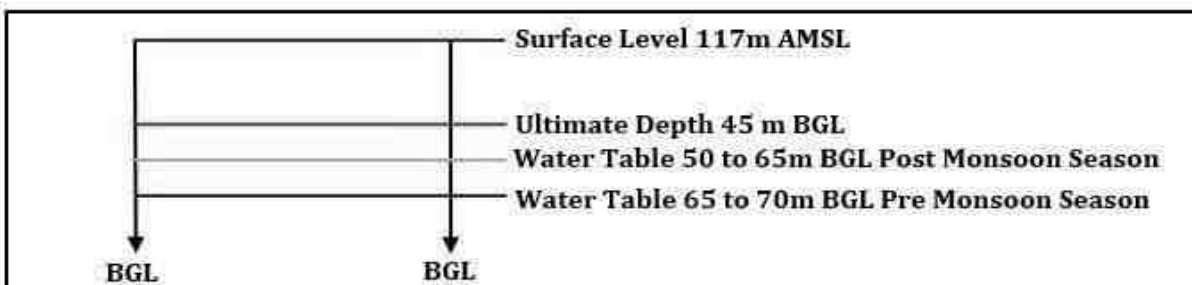 Surface Level 117m AMSL
Ultimate Depth 45 m BGL
Water Table 50 to 65m BGL Post Monsoon Season
Water Table 65 to 70m BGL Pre Monsoon Season
BGL
BGL